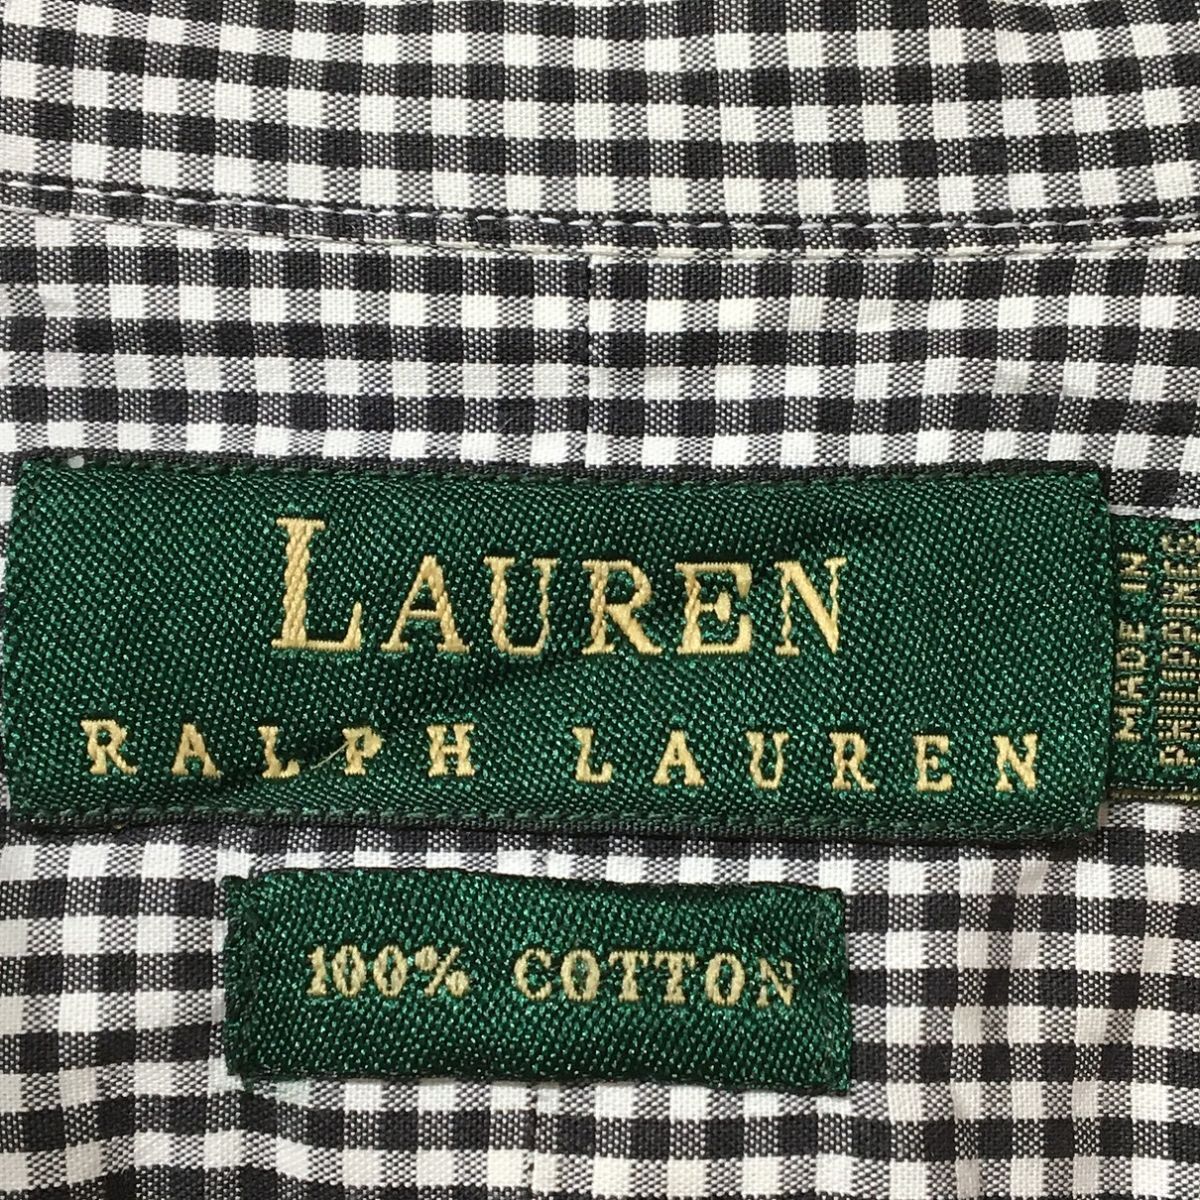 LAUREN
RALPH LAUREN
MADE IN
PHILIPPINES
100% COTTON